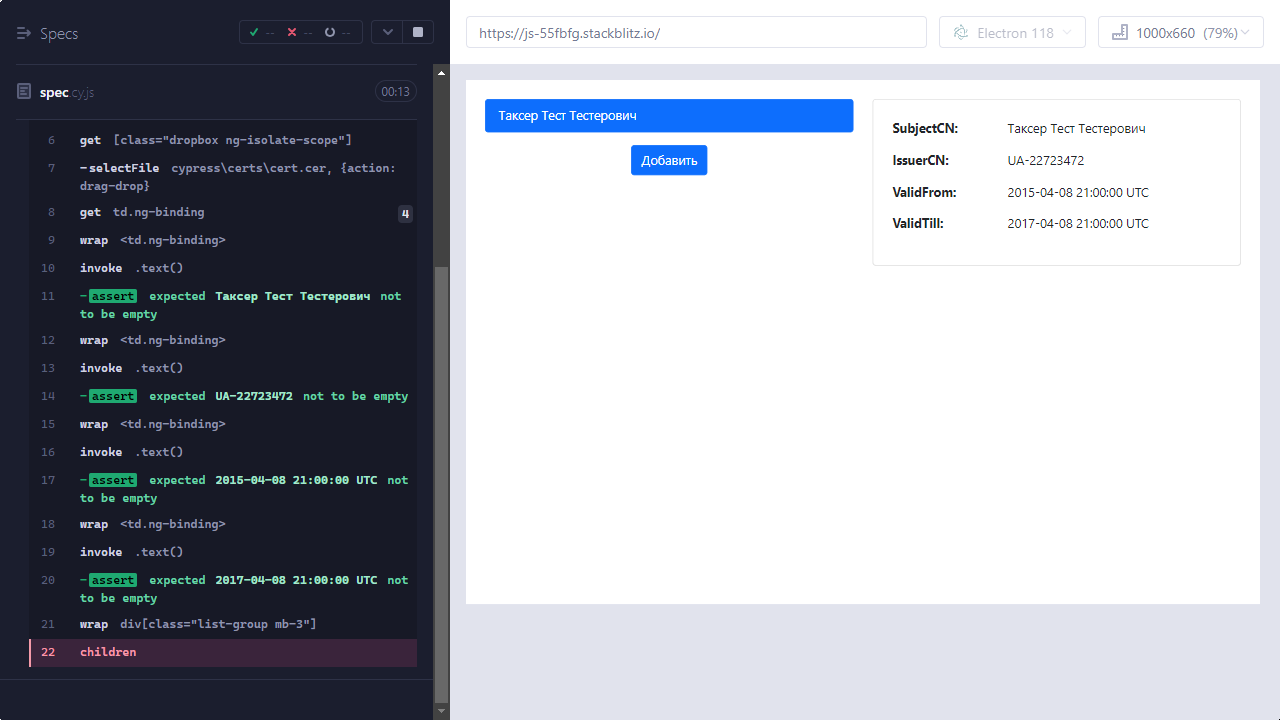 Specs
-- -- --
spec.cy.js
00:13
6 get [class="dropbox ng-isolate-scope"]
7 -selectFile cypress\certs\cert.cer, {action:
drag-drop}
8 get td.ng-binding 4
9 wrap <td.ng-binding>
10 invoke .text()
11 -assert expected Таксер Тест Тестерович not
to be empty
12 wrap <td.ng-binding>
13 invoke .text()
14 -assert expected UA-22723472 not to be empty
15 wrap <td.ng-binding>
16 invoke .text()
17 -assert expected 2015-04-08 21:00:00 UTC not
to be empty
18 wrap <td.ng-binding>
19 invoke .text()
20 -assert expected 2017-04-08 21:00:00 UTC not
to be empty
21 wrap div[class="list-group mb-3"]
22 children
https://js-55fbfg.stackblitz.io/
Electron 118
1000x660 (79%)
Таксер Тест Тестерович
Добавить
SubjectCN: Таксер Тест Тестерович
IssuerCN: UA-22723472
ValidFrom: 2015-04-08 21:00:00 UTC
ValidTill: 2017-04-08 21:00:00 UTC